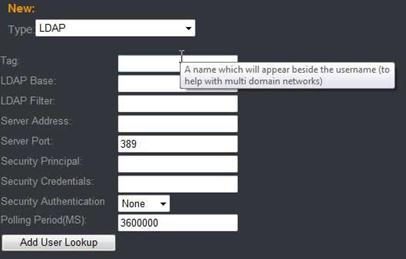 New:
Type: LDAP
Tag:
A name which will appear beside the username (to
help with multi domain networks)
LDAP Base:
LDAP Filter:
Server Address:
Server Port: 389
Security Principal:
Security Credentials:
Security Authentication None
Polling Period(MS): 3600000
Add User Lookup